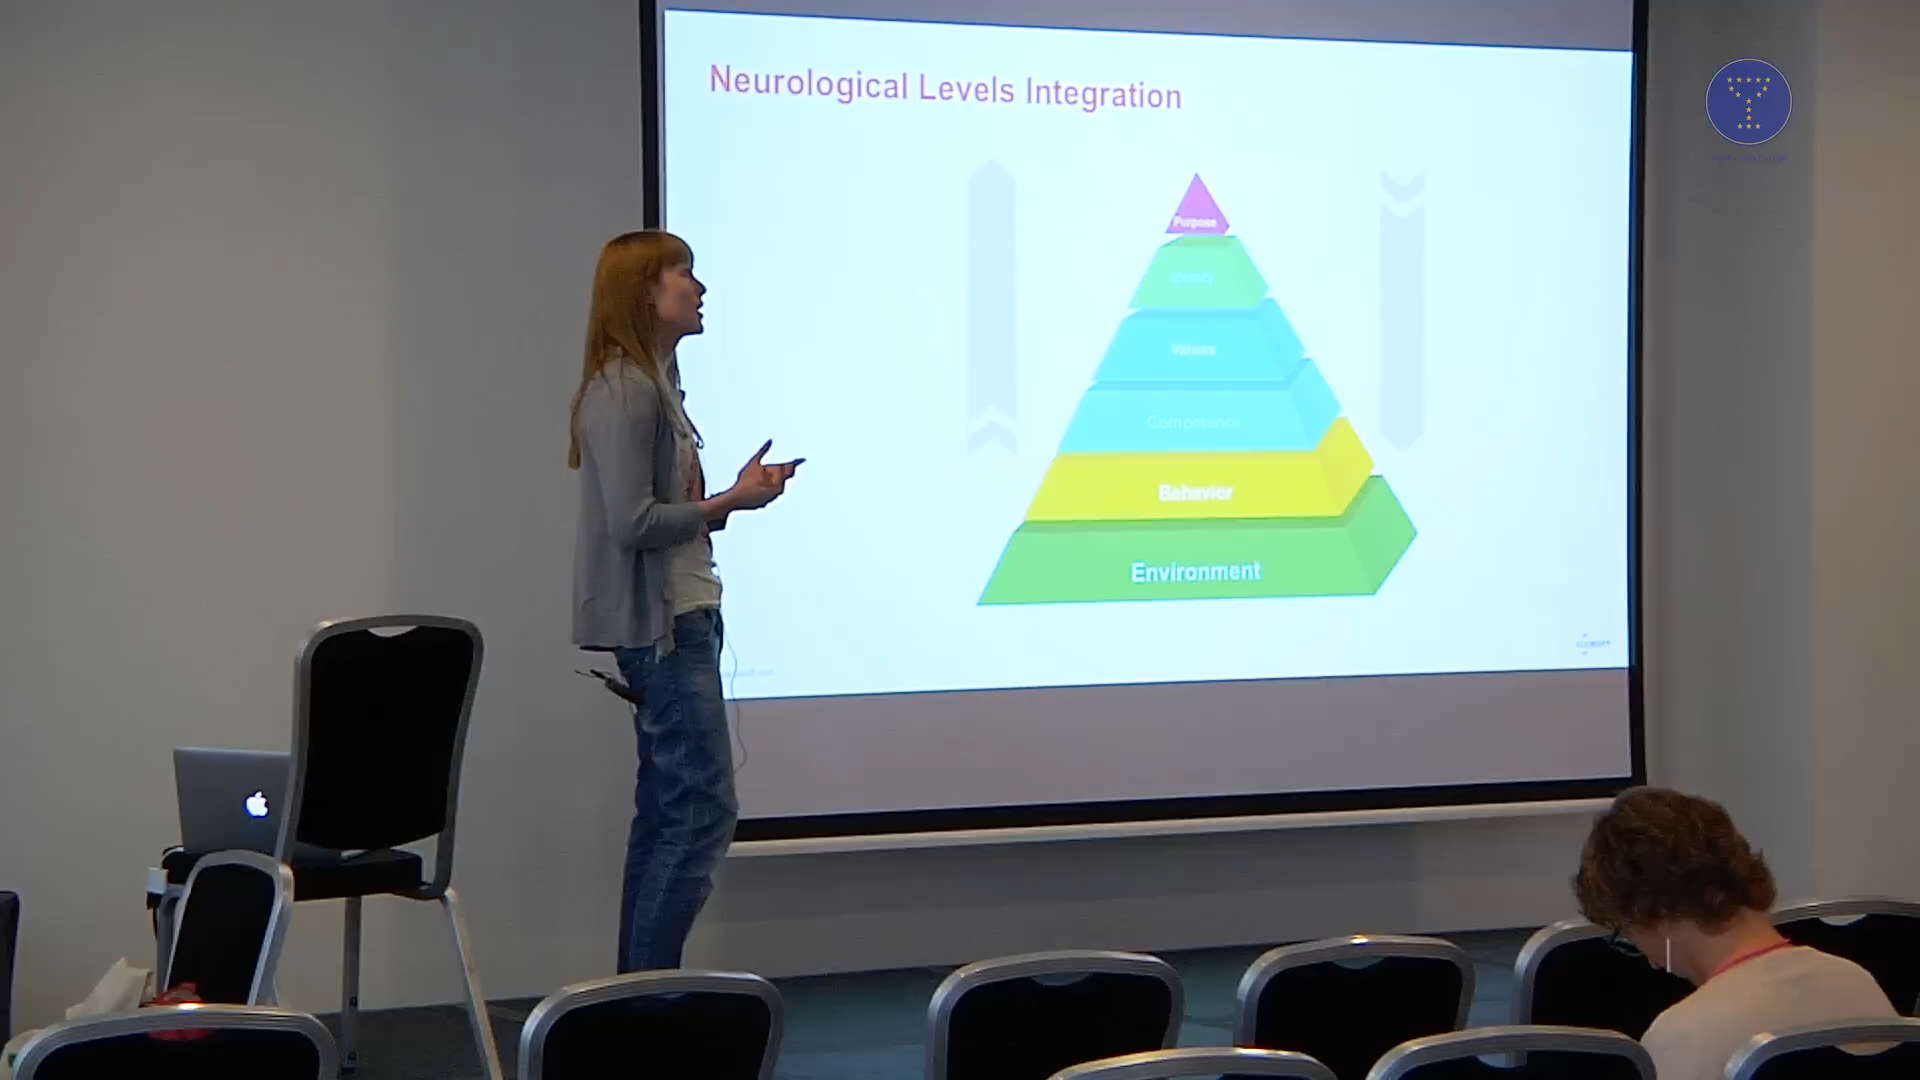 Neurological Levels Integration
Purpose
Identity
Values
Competence
Behavior
Environment